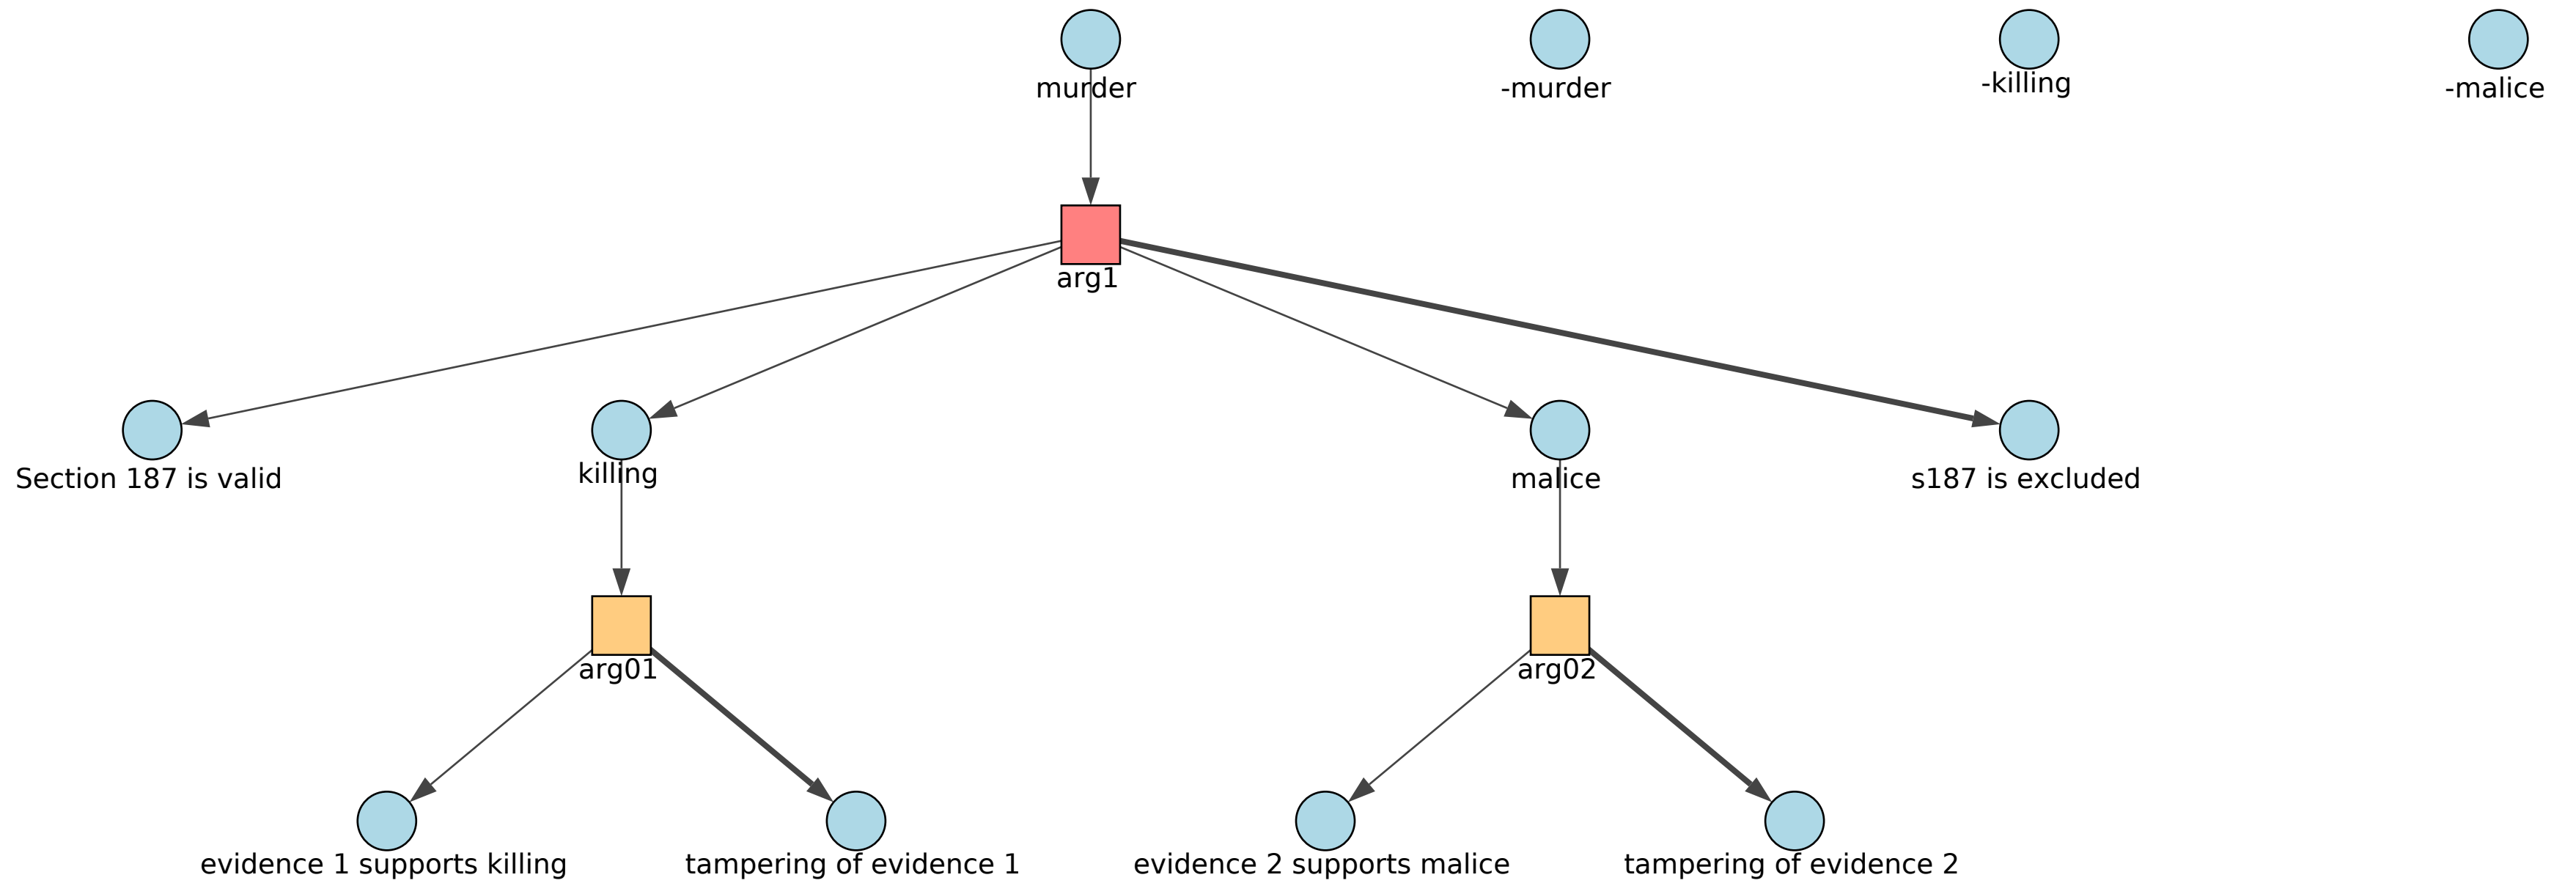 murder
-murder
-killing
-malice
arg1
Section 187 is valid
killing
malice
s187 is excluded
arg01
arg02
evidence 1 supports killing
tampering of evidence 1
evidence 2 supports malice
tampering of evidence 2